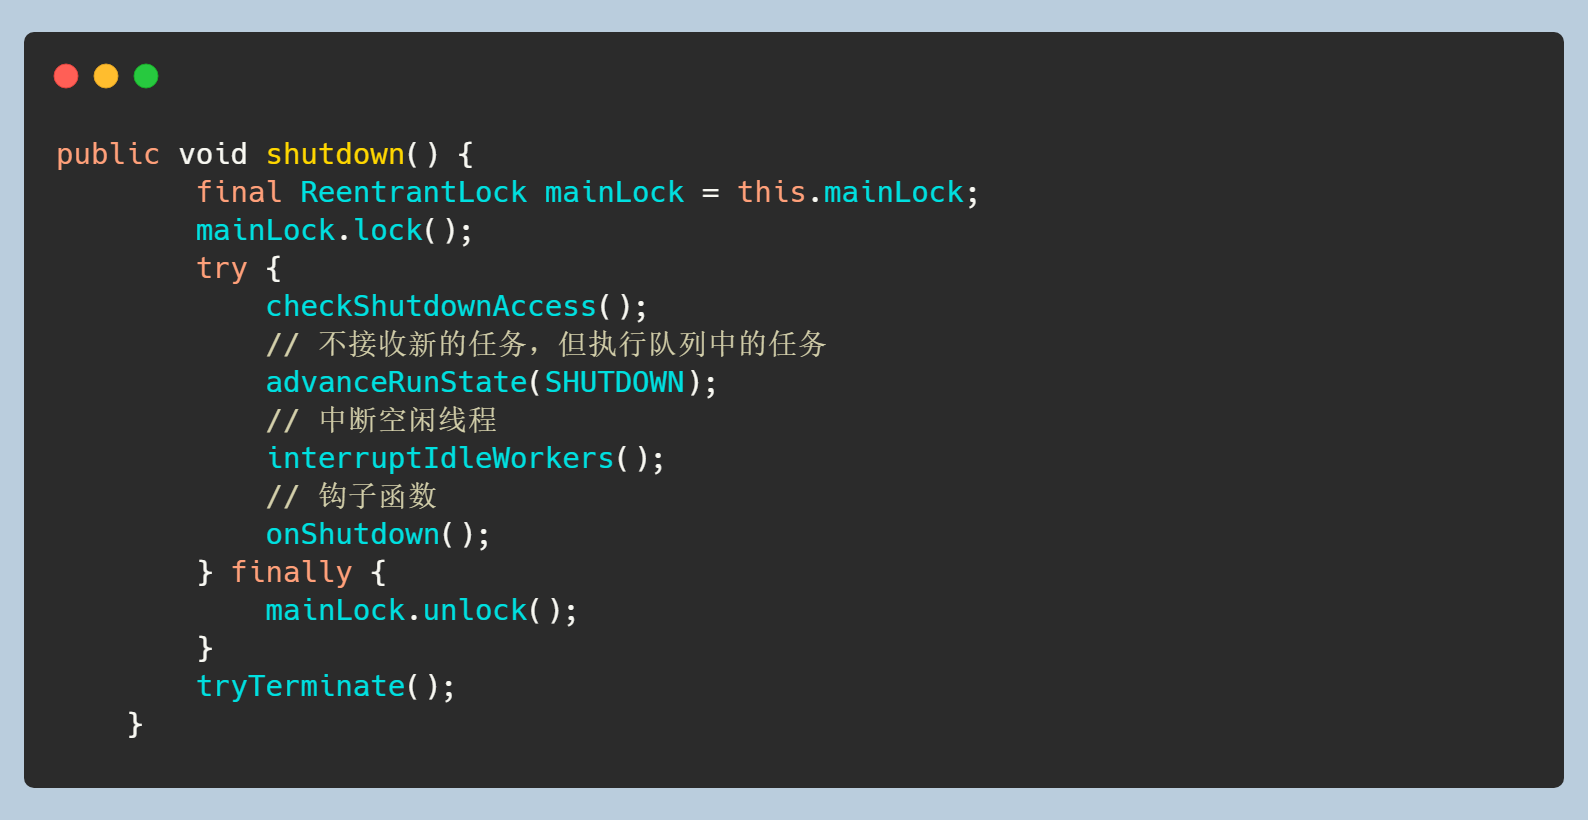 public void shutdown() {
        final ReentrantLock mainLock = this.mainLock;
        mainLock.lock();
        try {
            checkShutdownAccess();
            // 不接收新的任务，但执行队列中的任务
            advanceRunState(SHUTDOWN);
            // 中断空闲线程
            interruptIdleWorkers();
            // 钩子函数
            onShutdown();
        } finally {
            mainLock.unlock();
        }
        tryTerminate();
    }